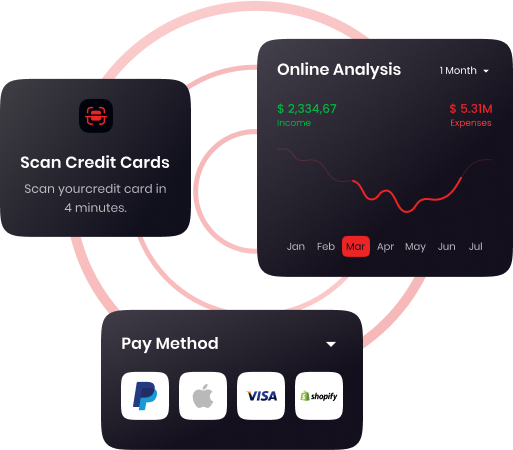 Online Analysis
1 Month
$ 2,334,67
$ 5.31M
Income
Expenses
Jan Feb Mar Apr May Jun Jul
Scan Credit Cards
Scan yourcredit card in
4 minutes.
Pay Method
VISA
shopify